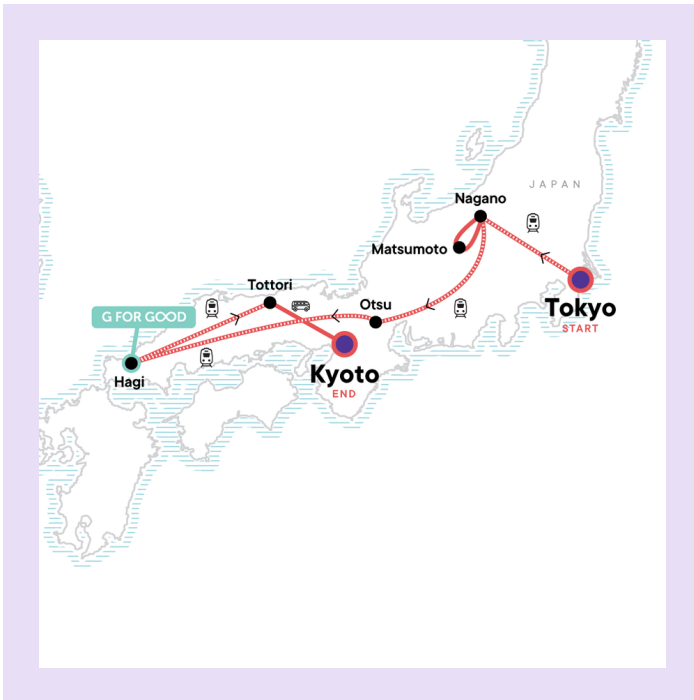 JAPAN
Nagano
Matsumoto
Tottori
Otsu
Tokyo
START
G FOR GOOD
Kyoto
END
Hagi